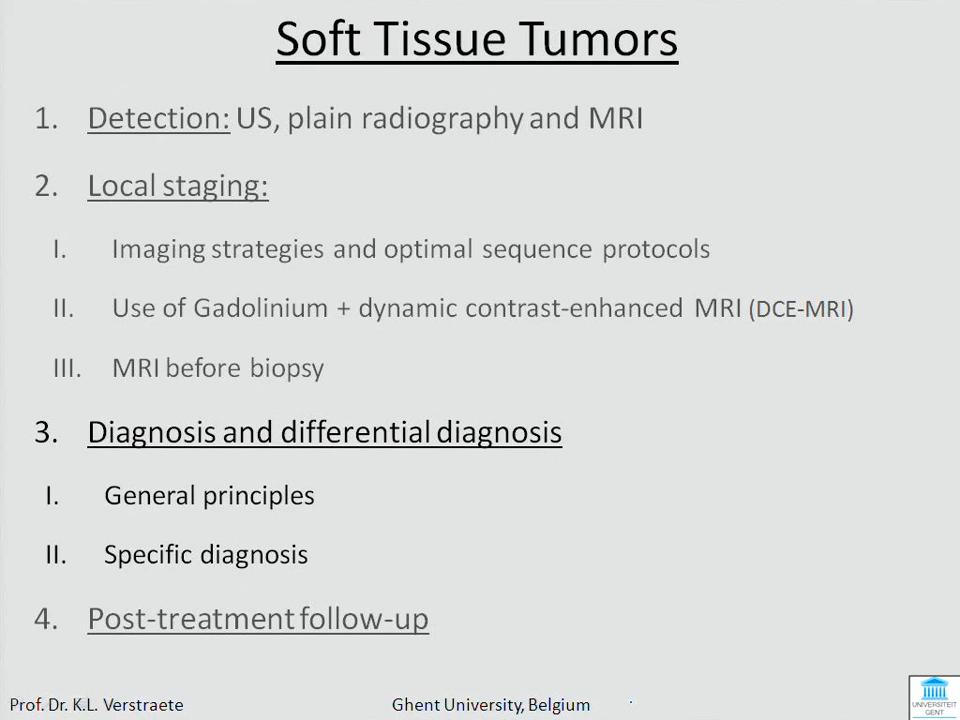 Soft Tissue Tumors
1. Detection: US, plain radiography and MRI
2. Local staging:
I. Imaging strategies and optimal sequence protocols
II. Use of Gadolinium + dynamic contrast-enhanced MRI (DCE-MRI)
III. MRI before biopsy
3. Diagnosis and differential diagnosis
I. General principles
II. Specific diagnosis
4. Post-treatment follow-up
Prof. Dr. K.L. Verstraete
Ghent University, Belgium
UNIVERSITEIT
GENT